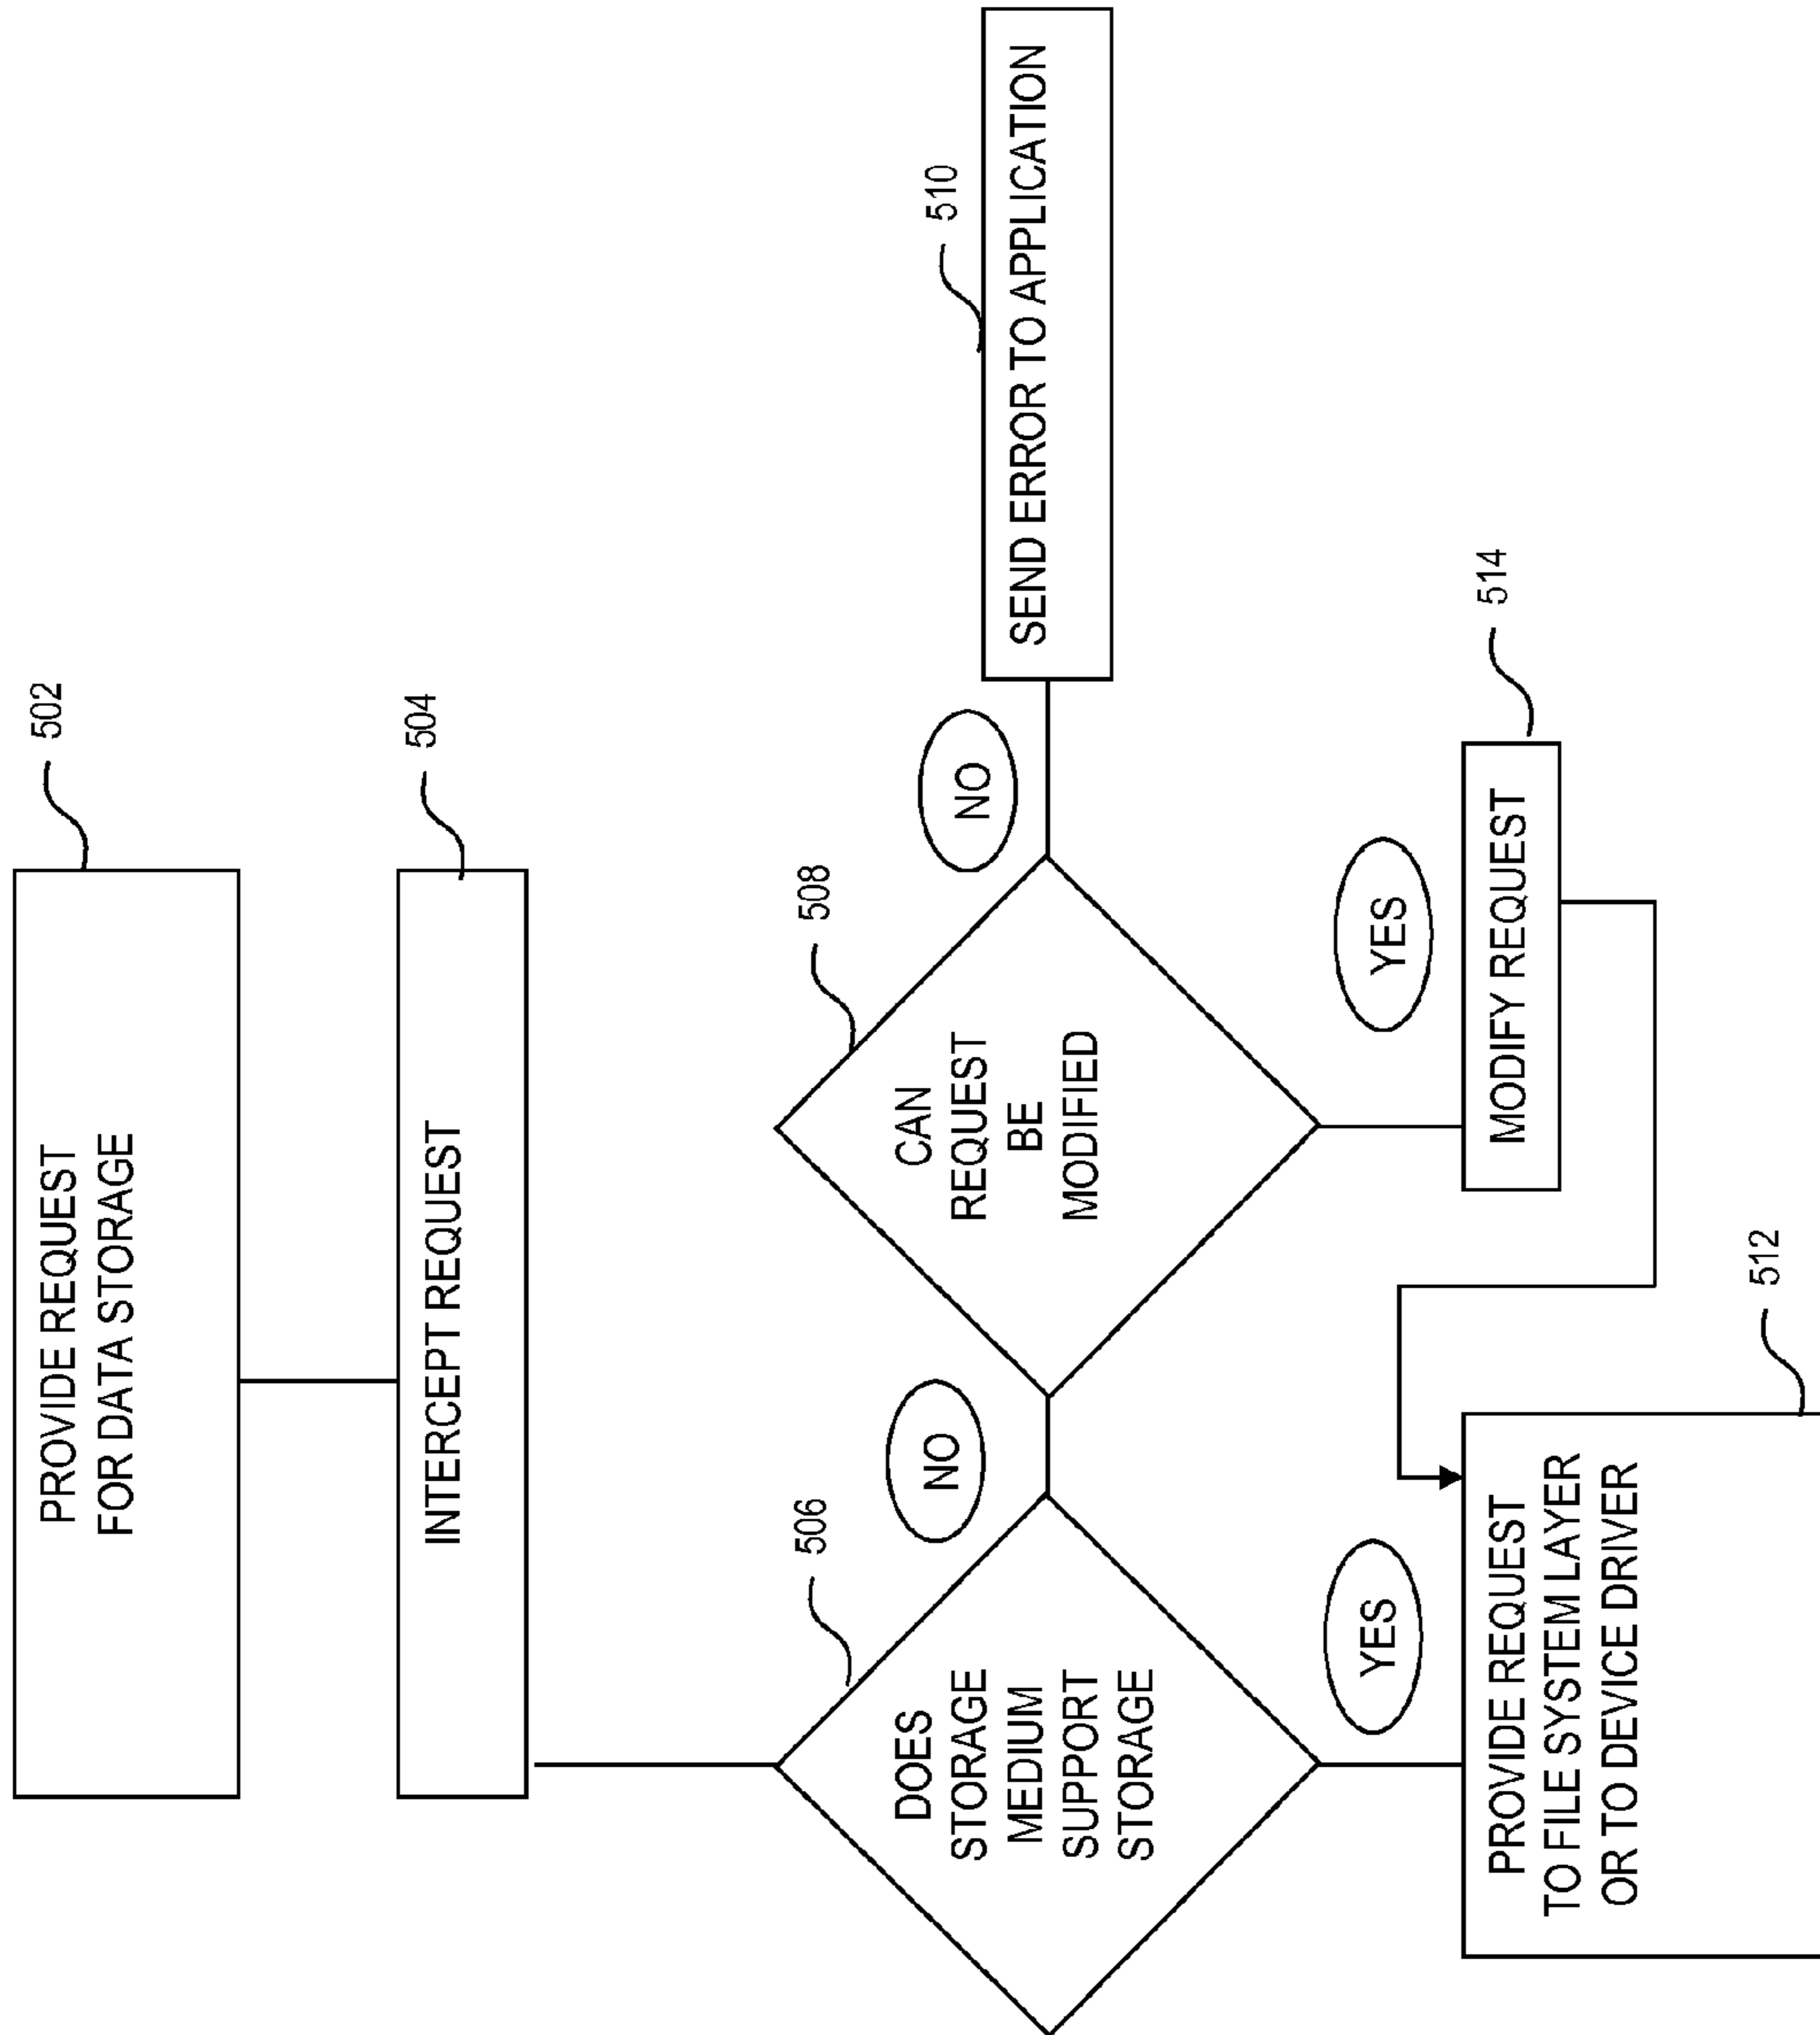 PROVIDE REQUEST
FOR DATA STORAGE
502
INTERCEPT REQUEST
504
DOES
STORAGE
MEDIUM
SUPPORT
STORAGE
506
NO
CAN
REQUEST
BE
MODIFIED
508
NO
SEND ERROR TO APPLICATION
510
YES
PROVIDE REQUEST
TO FILE SYSTEM LAYER
OR TO DEVICE DRIVER
512
YES
MODIFY REQUEST
514